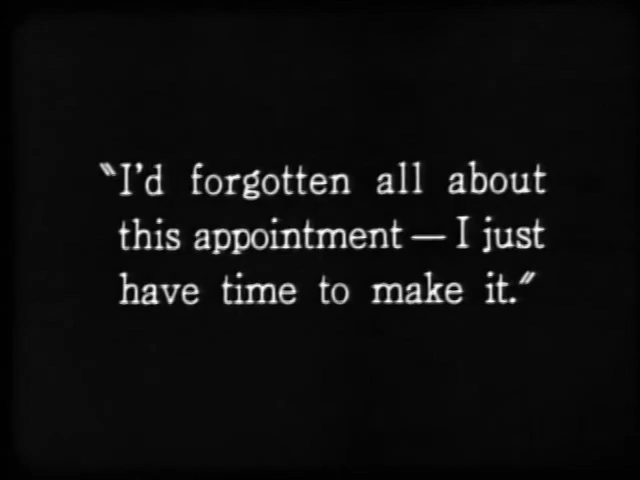 "I'd forgotten all about
this appointment — I just
have time to make it."